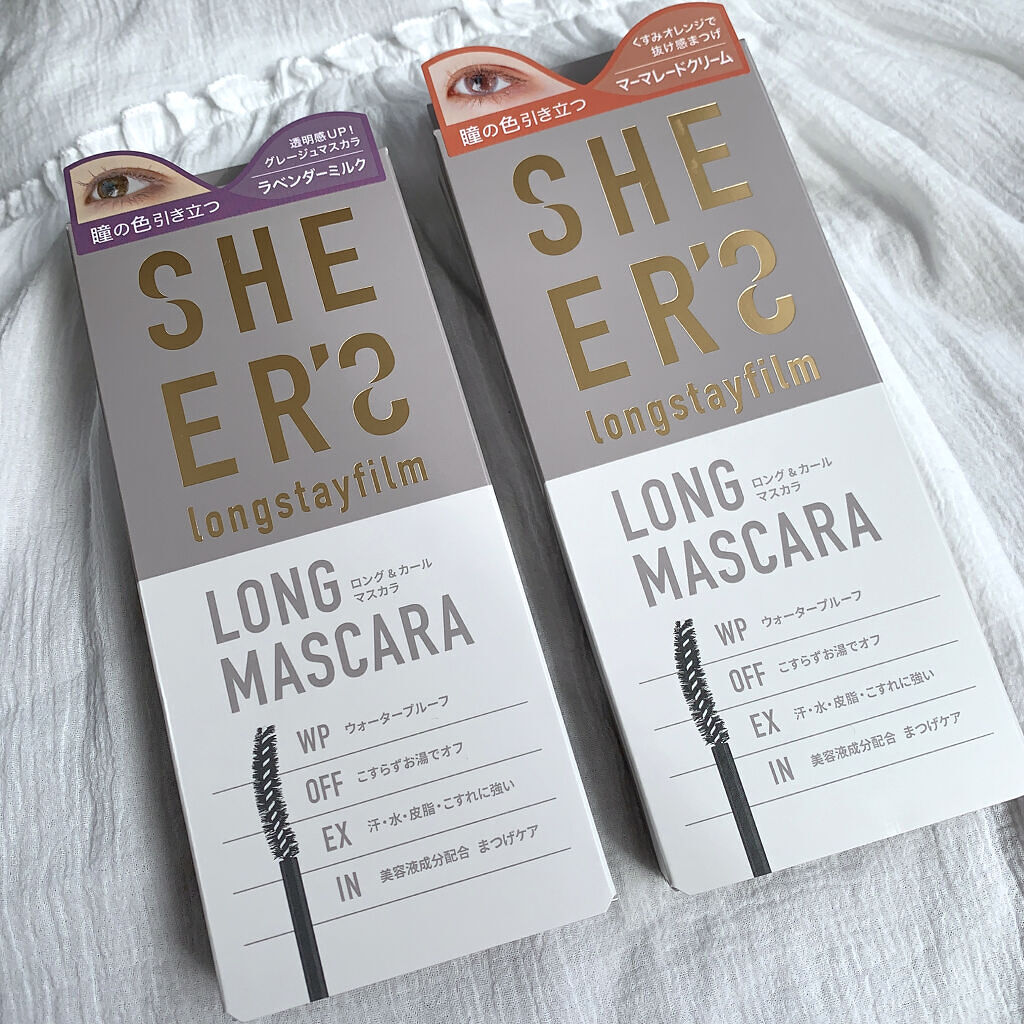 透明感UP!
グレージュマスカラ
ラベンダーミルク
瞳の色引き立つ
SHE
ER'S
longstayfilm
LONG
ロング&カール
マスカラ
MASCARA
WP ウォータープルーフ
OFF こすらずお湯でオフ
EX 汗・水・皮脂・こすれに強い
IN 美容液成分配合 まつげケア
くすみオレンジで
抜け感まつげ
マーマレードクリーム
瞳の色引き立つ
SHE
ER'S
longstayfilm
LONG
ロング&カール
マスカラ
MASCARA
WP ウォータープルーフ
OFF こすらずお湯でオフ
EX 汗・水・皮脂・こすれに強い
IN 美容液成分配合 まつげケア